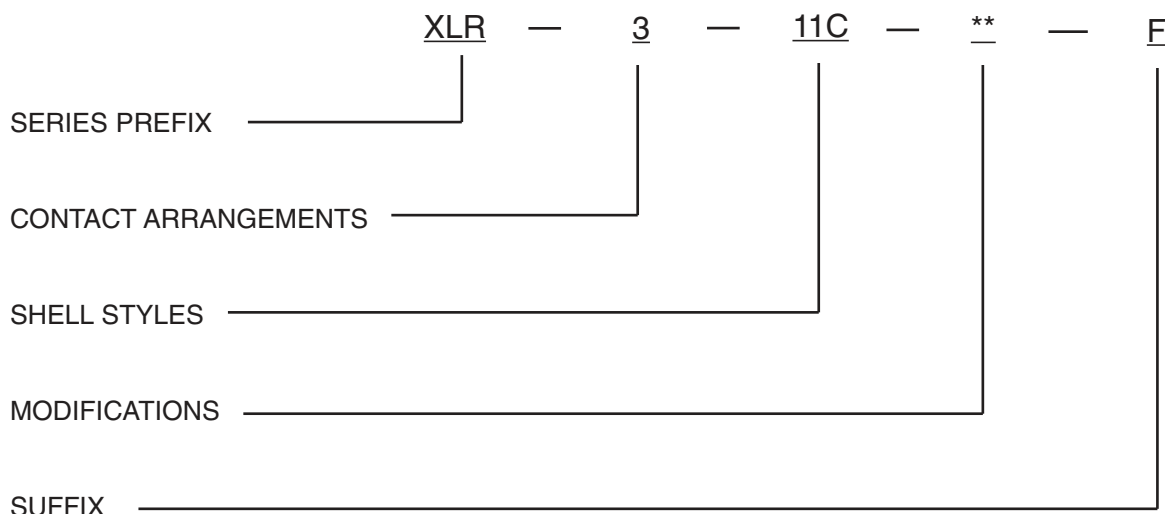 XLR — 3 — 11C — ** — F
SERIES PREFIX
CONTACT ARRANGEMENTS
SHELL STYLES
MODIFICATIONS
SUFFIX